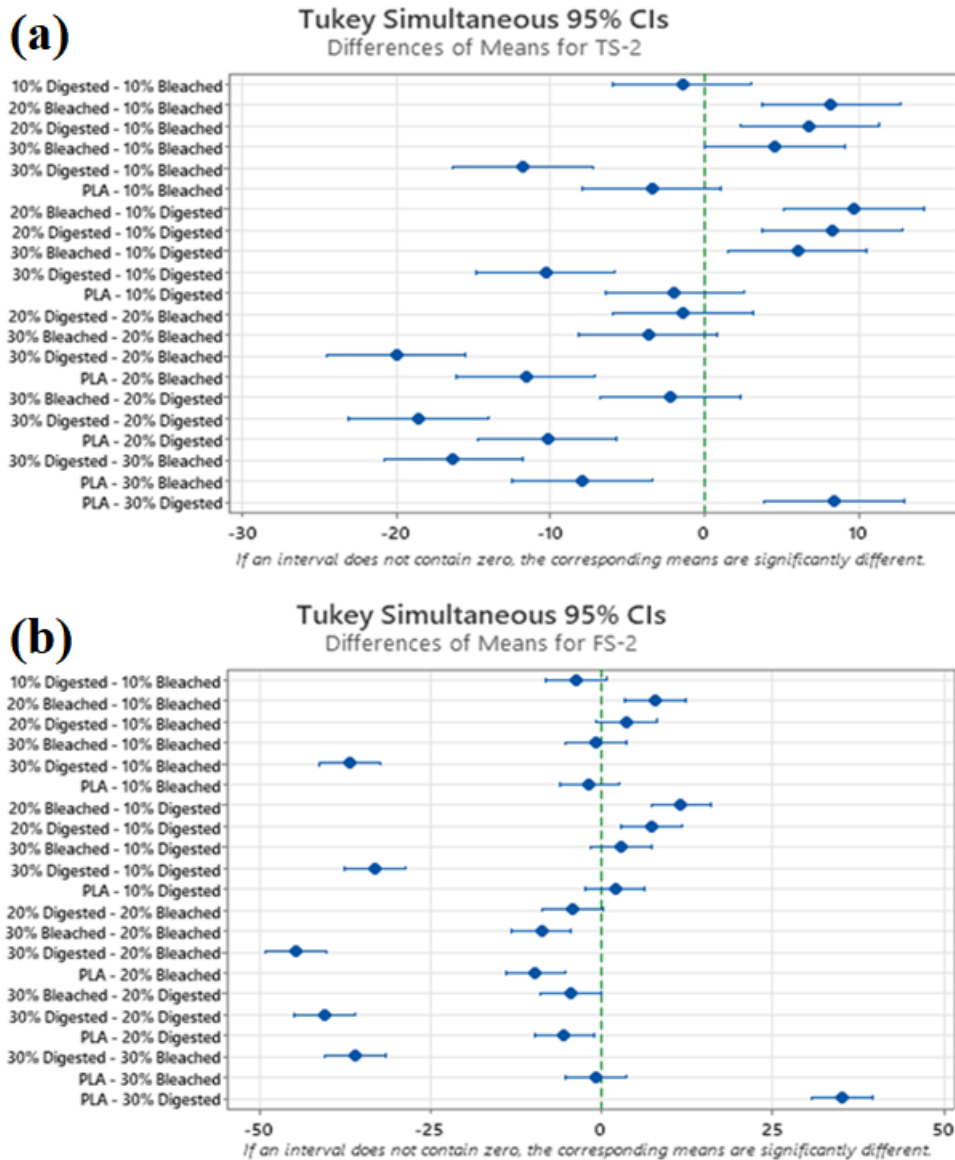 (a)
Tukey Simultaneous 95% CIs
Differences of Means for TS-2
10% Digested - 10% Bleached
20% Bleached - 10% Bleached
20% Digested - 10% Bleached
30% Bleached - 10% Bleached
30% Digested - 10% Bleached
PLA - 10% Bleached
20% Bleached - 10% Digested
20% Digested - 10% Digested
30% Bleached - 10% Digested
30% Digested - 10% Digested
PLA - 10% Digested
20% Digested - 20% Bleached
30% Bleached - 20% Bleached
30% Digested - 20% Bleached
PLA - 20% Bleached
30% Bleached - 20% Digested
30% Digested - 20% Digested
PLA - 20% Digested
30% Digested - 30% Bleached
PLA - 30% Bleached
PLA - 30% Digested
-30 -20 -10 0 10
If an interval does not contain zero, the corresponding means are significantly different.
(b)
Tukey Simultaneous 95% CIs
Differences of Means for FS-2
10% Digested - 10% Bleached
20% Bleached - 10% Bleached
20% Digested - 10% Bleached
30% Bleached - 10% Bleached
30% Digested - 10% Bleached
PLA - 10% Bleached
20% Bleached - 10% Digested
20% Digested - 10% Digested
30% Bleached - 10% Digested
30% Digested - 10% Digested
PLA - 10% Digested
20% Digested - 20% Bleached
30% Bleached - 20% Bleached
30% Digested - 20% Bleached
PLA - 20% Bleached
30% Bleached - 20% Digested
30% Digested - 20% Digested
PLA - 20% Digested
30% Digested - 30% Bleached
PLA - 30% Bleached
PLA - 30% Digested
-50 -25 0 25 50
If an interval does not contain zero, the corresponding means are significantly different.